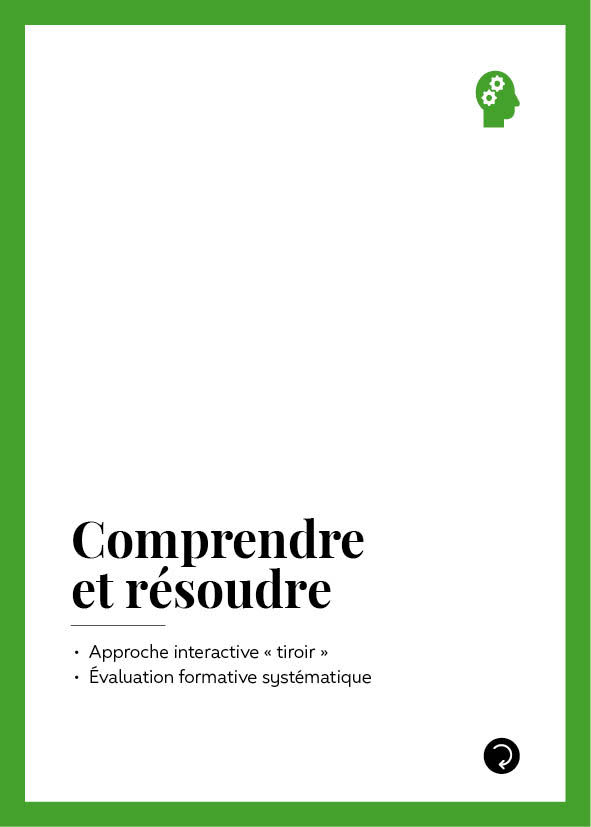 Comprendre
et résoudre
• Approche interactive « tiroir »
• Évaluation formative systématique